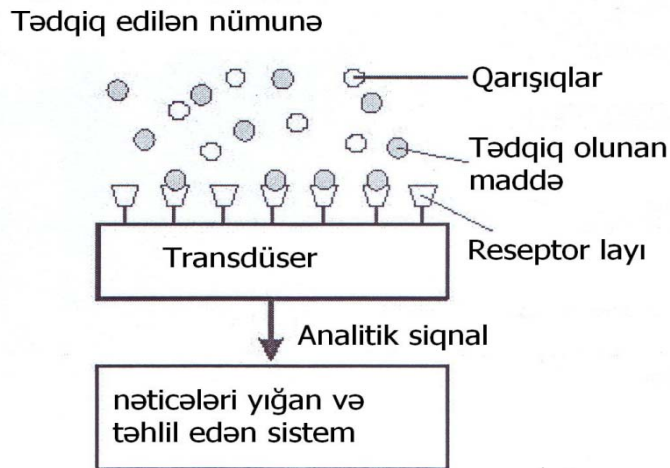 Tədqiq edilən nümunə
Qarışıqlar
Tədqiq olunan
maddə
Reseptor layı
Transdüser
Analitik siqnal
nəticələri yığan və
təhlil edən sistem